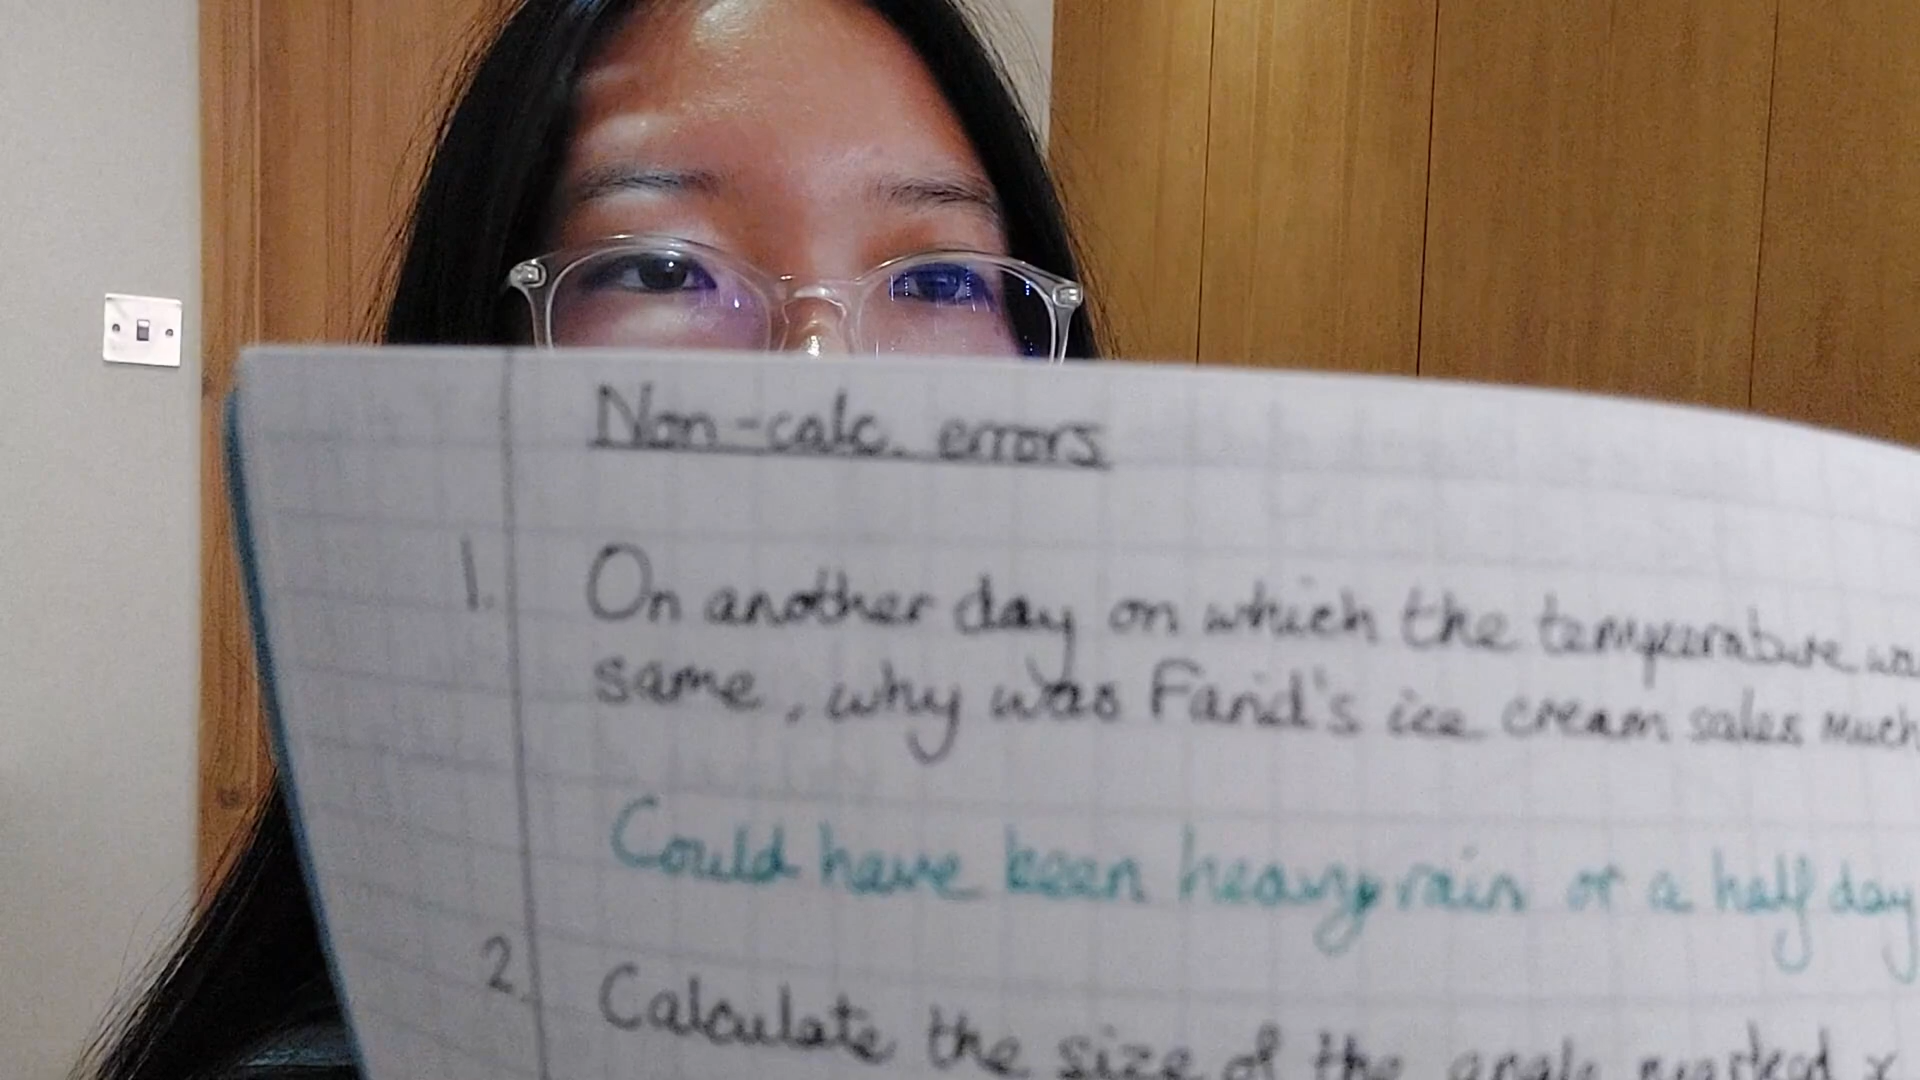 Non-calc. errors
1. On another day on which the temperature was
same, why was Farid's ice cream sales much
Could have been heavy rain or a half day
2. Calculate the size of the angle marked x